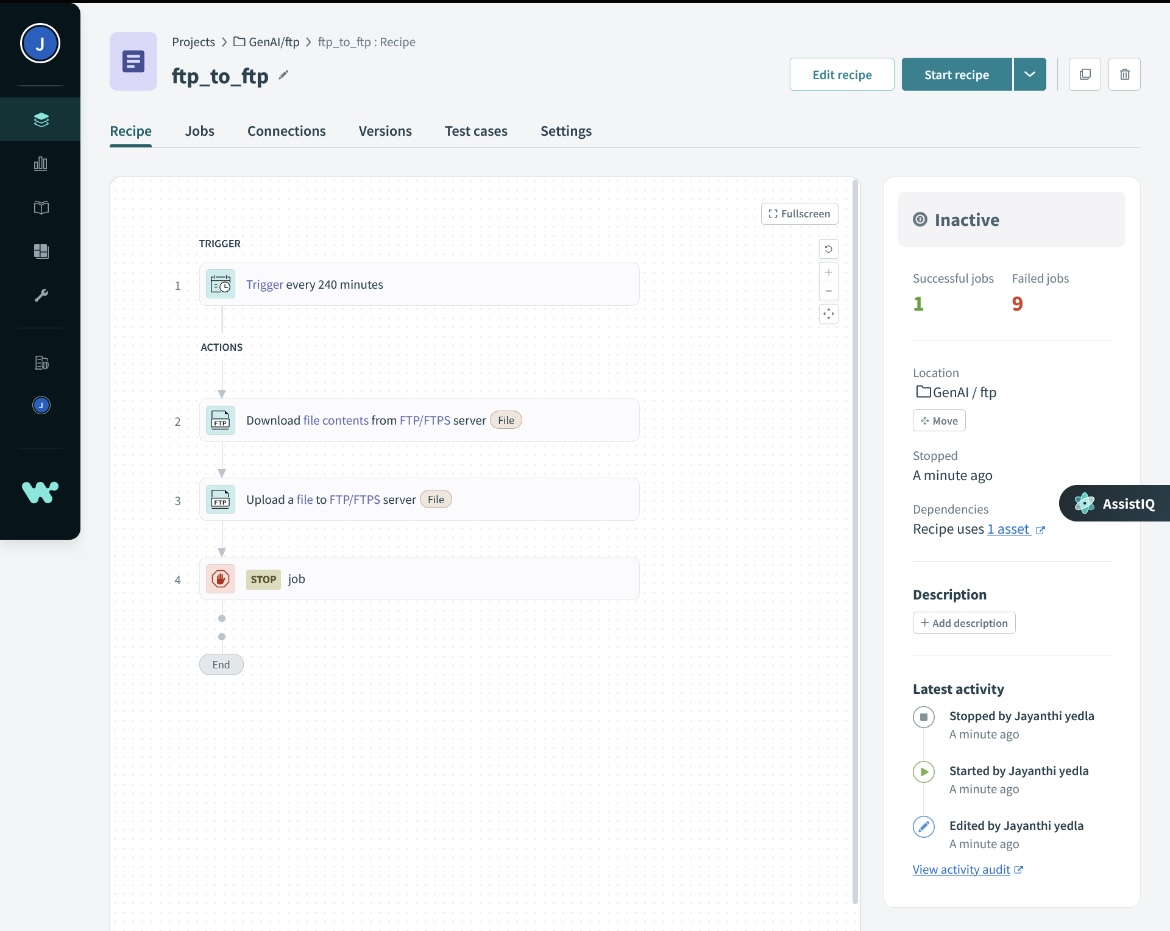 J
Projects > GenAI/ftp > ftp_to_ftp : Recipe
ftp_to_ftp
Edit recipe
Start recipe
Recipe Jobs Connections Versions Test cases Settings
Fullscreen
TRIGGER
1 Trigger every 240 minutes
ACTIONS
2 FTP Download file contents from FTP/FTPS server File
3 FTP Upload a file to FTP/FTPS server File
4 STOP job
End
J
Inactive
Successful jobs Failed jobs
1 9
Location
GenAI / ftp
Move
Stopped
A minute ago
AssistIQ
Dependencies
Recipe uses 1 asset
Description
+ Add description
Latest activity
Stopped by Jayanthi yedla
A minute ago
Started by Jayanthi yedla
A minute ago
Edited by Jayanthi yedla
A minute ago
View activity audit